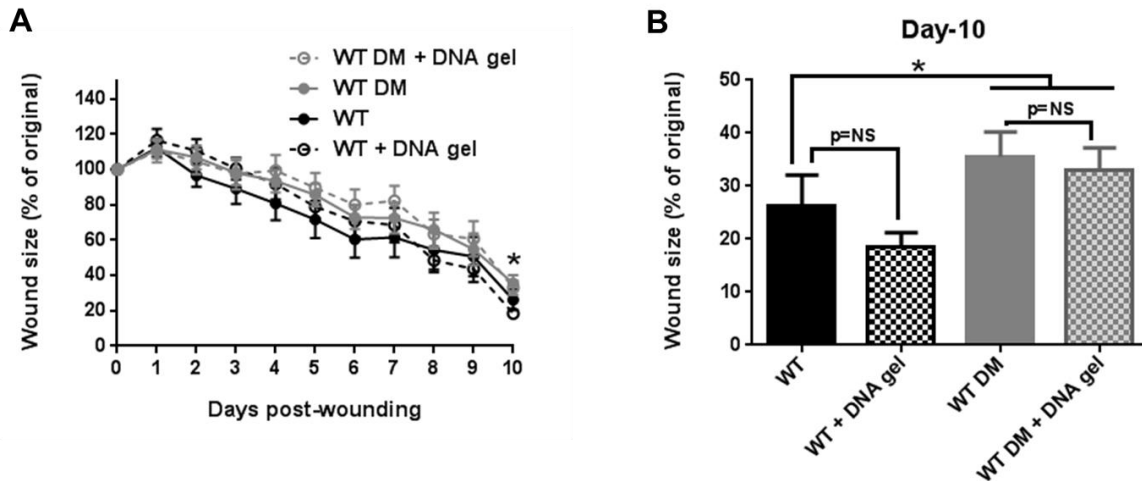 A
WT DM + DNA gel
WT DM
WT
WT + DNA gel
Wound size (% of original)
140
120
100
80
60
40
20
0
*
0 1 2 3 4 5 6 7 8 9 10
Days post-wounding
B
Day-10
Wound size (% of original)
50
40
30
20
10
0
*
p=NS
p=NS
WT
WT + DNA gel
WT DM
WT DM + DNA gel